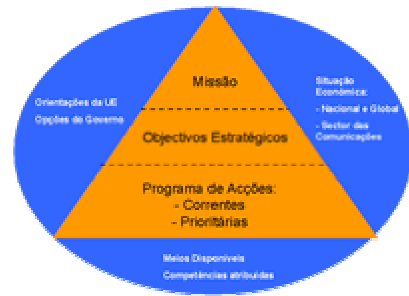 Missão
Situação
Económica:
- Nacional e Global
- Sector das
Comunicações
Orientações da UE
Opções do Governo
Objectivos Estratégicos
Programa de Acções:
- Correntes
- Prioritárias
Meios Disponíveis
Competências atribuídas